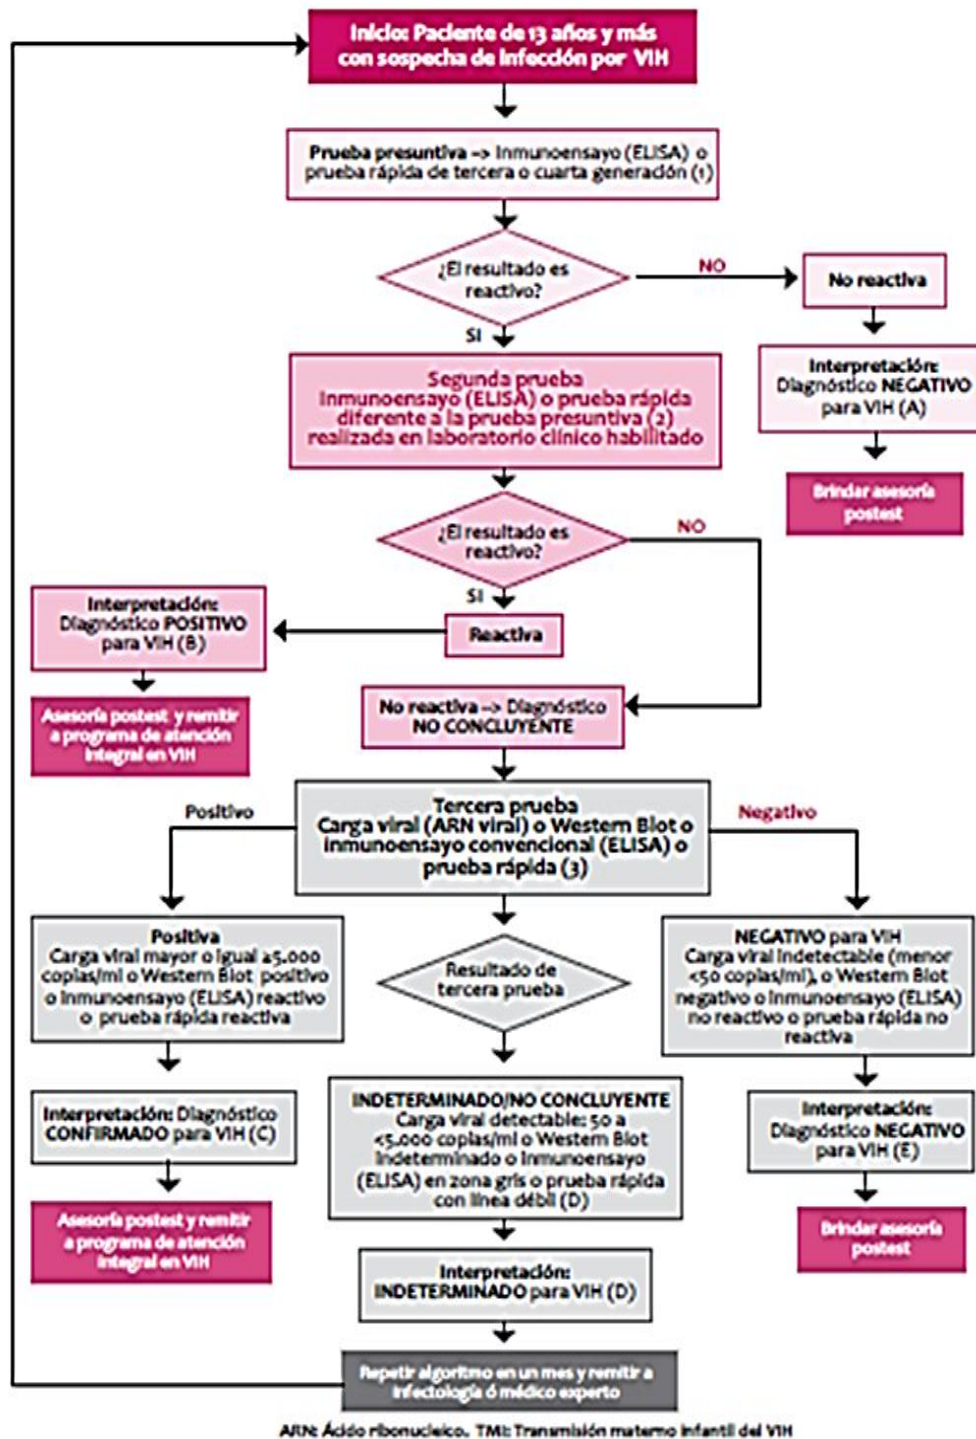 Inicio: Paciente de 13 años y más
con sospecha de infección por VIH
Prueba presuntiva -> Inmunoensayo (ELISA) o
prueba rápida de tercera o cuarta generación (1)
¿El resultado es
reactivo?
NO
No reactiva
SI
Interpretación:
Diagnóstico NEGATIVO
para VIH (A)
Brindar asesoría
postest
Segunda prueba
Inmunoensayo (ELISA) o prueba rápida
diferente a la prueba presuntiva (2)
realizada en laboratorio clínico habilitado
¿El resultado es
reactivo?
NO
SI
Reactiva
Interpretación:
Diagnóstico POSITIVO
para VIH (B)
Asesoría postest y remitir
a programa de atención
integral en VIH
No reactiva -> Diagnóstico
NO CONCLUYENTE
Tercera prueba
Carga viral (ARN viral) o Western Blot o
inmunoensayo convencional (ELISA) o
prueba rápida (3)
Positivo
Negativo
Positiva
Carga viral mayor o igual ≥5.000
copias/ml o Western Blot positivo
o inmunoensayo (ELISA) reactivo
o prueba rápida reactiva
Resultado de
tercera prueba
NEGATIVO para VIH
Carga viral indetectable (menor
<50 copias/ml), o Western Blot
negativo o inmunoensayo (ELISA)
no reactivo o prueba rápida no
reactiva
Interpretación: Diagnóstico
CONFIRMADO para VIH (C)
Asesoría postest y remitir
a programa de atención
integral en VIH
INDETERMINADO/NO CONCLUYENTE
Carga viral detectable: 50 a
<5.000 copias/ml o Western Blot
indeterminado o inmunoensayo
(ELISA) en zona gris o prueba rápida
con línea débil (D)
Interpretación:
INDETERMINADO para VIH (D)
Interpretación:
Diagnóstico NEGATIVO
para VIH (E)
Brindar asesoría
postest
Repetir algoritmo en un mes y remitir a
infectología ó médico experto
ARN: Ácido ribonucleico. TMI: Transmisión materno infantil del VIH